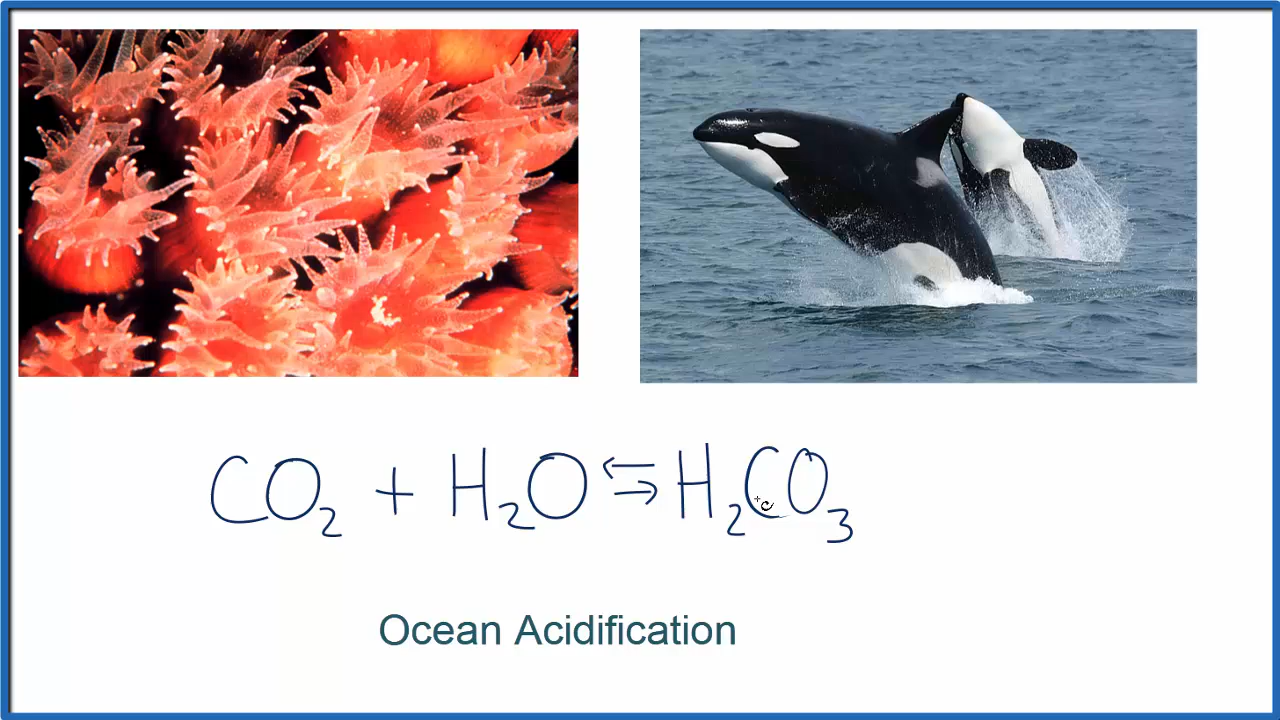 CO₂ + H₂O ⇆ H₂CO₃
Ocean Acidification